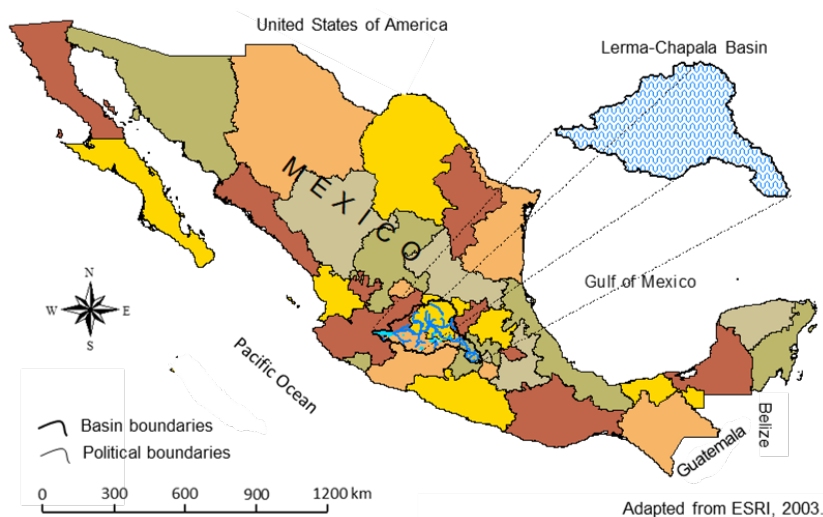 United States of America
Lerma-Chapala Basin
MEXICO
Gulf of Mexico
N
W E
S
Pacific Ocean
Basin boundaries
Political boundaries
Belize
Guatemala
0 300 600 900 1200 km
Adapted from ESRI, 2003.